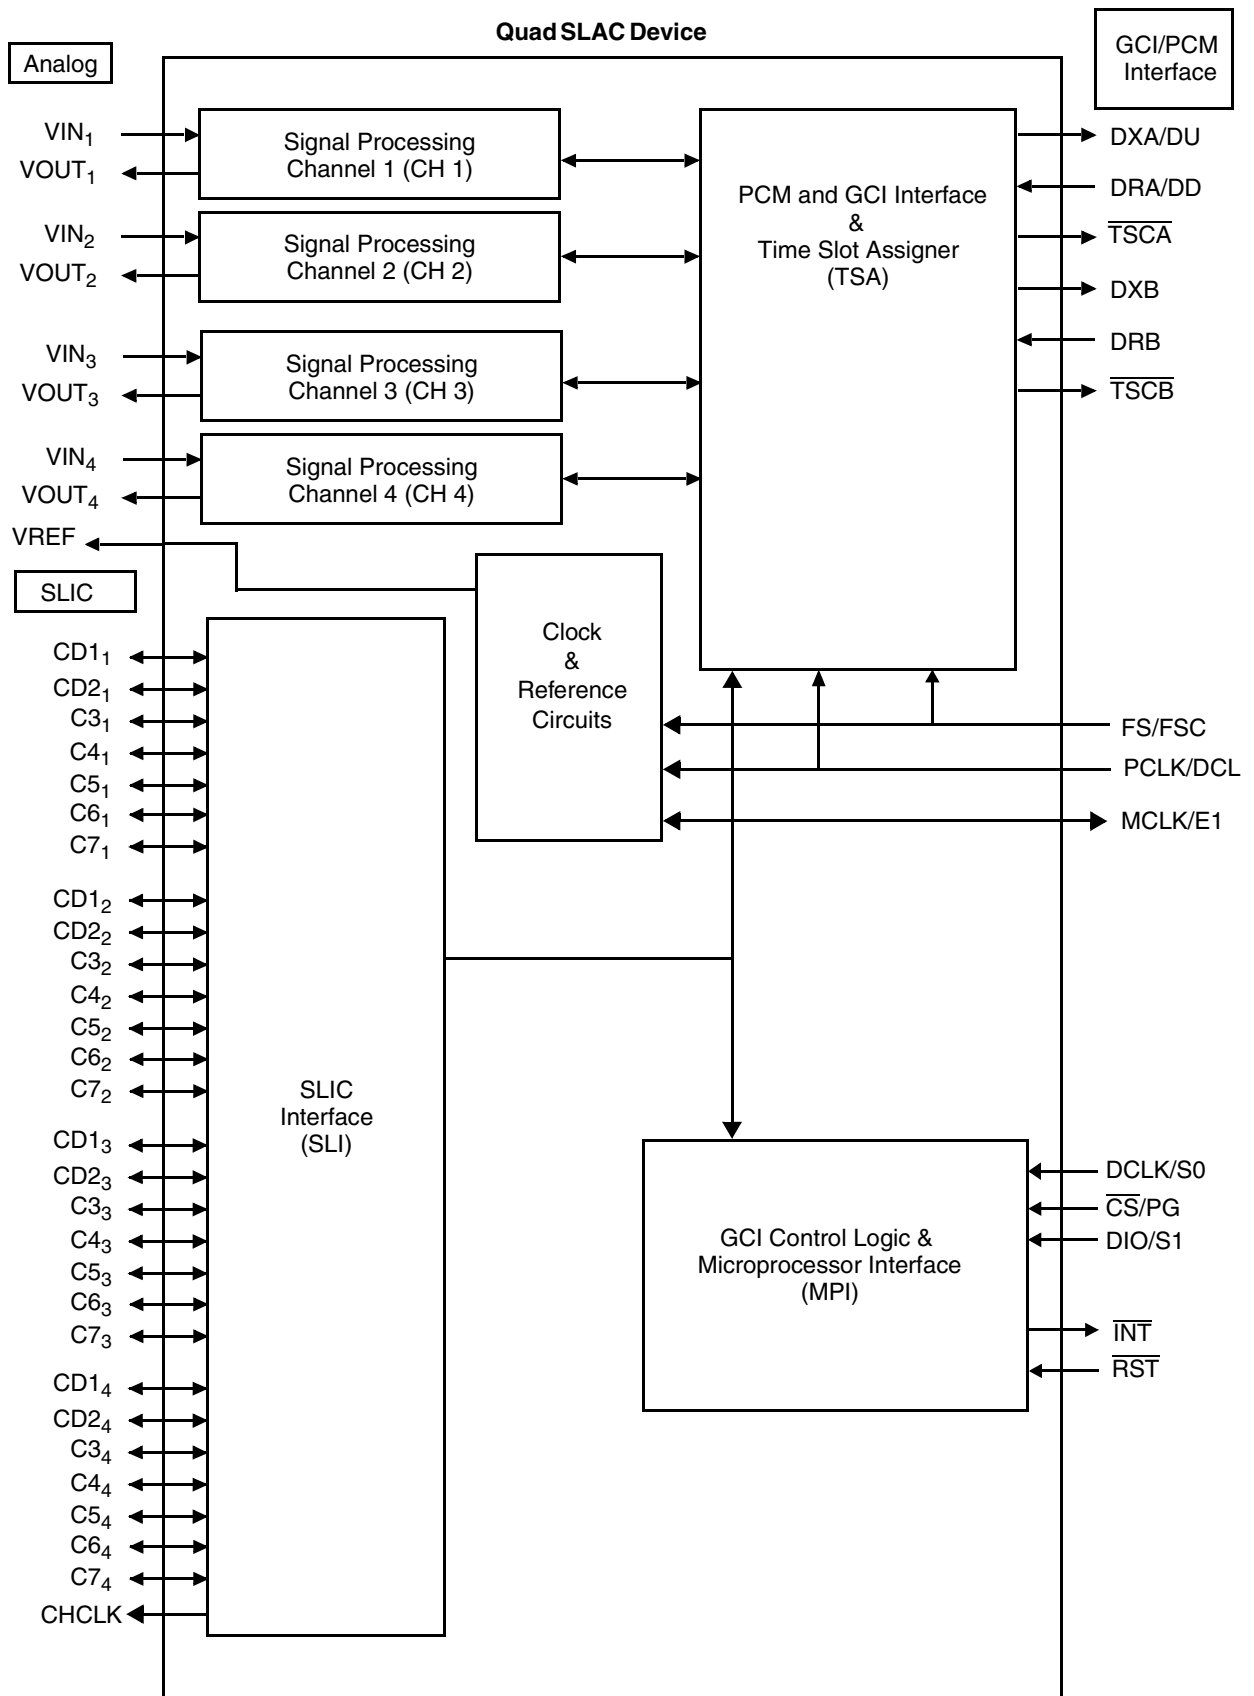 Quad SLAC Device
Analog
GCI/PCM
Interface
VIN₁
VOUT₁
Signal Processing
Channel 1 (CH 1)
VIN₂
VOUT₂
Signal Processing
Channel 2 (CH 2)
VIN₃
VOUT₃
Signal Processing
Channel 3 (CH 3)
VIN₄
VOUT₄
Signal Processing
Channel 4 (CH 4)
VREF
PCM and GCI Interface
&
Time Slot Assigner
(TSA)
DXA/DU
DRA/DD
T̅S̅C̅A̅
DXB
DRB
T̅S̅C̅B̅
SLIC
Clock
&
Reference
Circuits
FS/FSC
PCLK/DCL
MCLK/E1
CD1₁
CD2₁
C3₁
C4₁
C5₁
C6₁
C7₁
CD1₂
CD2₂
C3₂
C4₂
C5₂
C6₂
C7₂
CD1₃
CD2₃
C3₃
C4₃
C5₃
C6₃
C7₃
CD1₄
CD2₄
C3₄
C4₄
C5₄
C6₄
C7₄
CHCLK
SLIC
Interface
(SLI)
GCI Control Logic &
Microprocessor Interface
(MPI)
DCLK/S0
C̅S̅/PG
DIO/S1
I̅N̅T̅
R̅S̅T̅